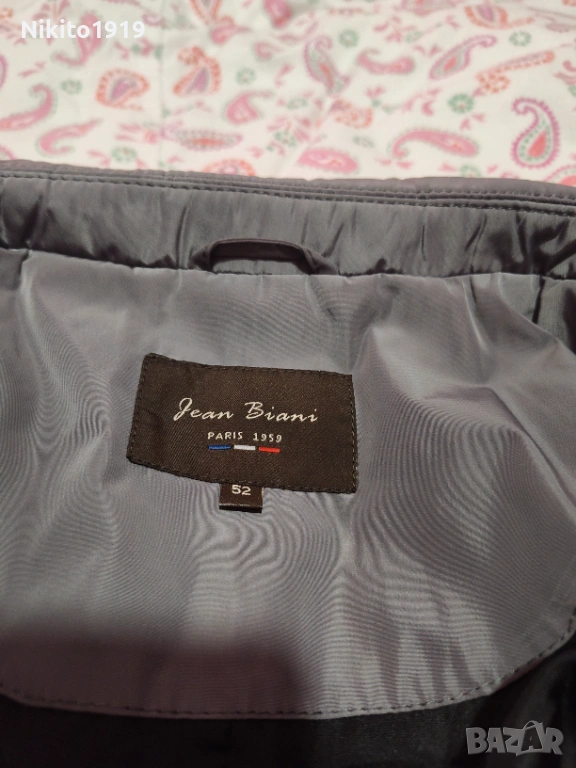 Nikito1919
Jean Biani
PARIS 1959
52
BAZAR